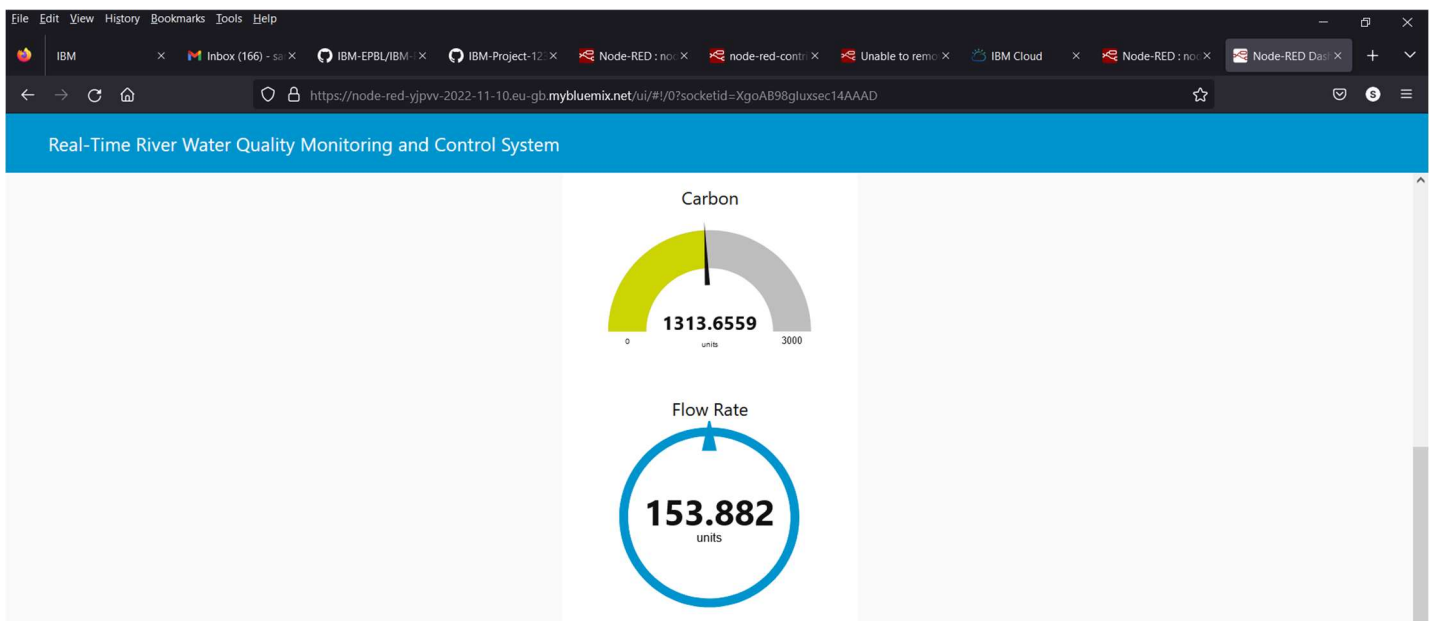 File Edit View History Bookmarks Tools Help
IBM Inbox (166) - sa IBM-EPBL/IBM- IBM-Project-12 Node-RED : no node-red-contri Unable to remo IBM Cloud Node-RED : no Node-RED Das
https://node-red-yjpvv-2022-11-10.eu-gb.mybluemix.net/ui/#!/0?socketid=XgoAB98gluxsec14AAAD S
Real-Time River Water Quality Monitoring and Control System
Carbon
1313.6559
0 units 3000
Flow Rate
153.882
units